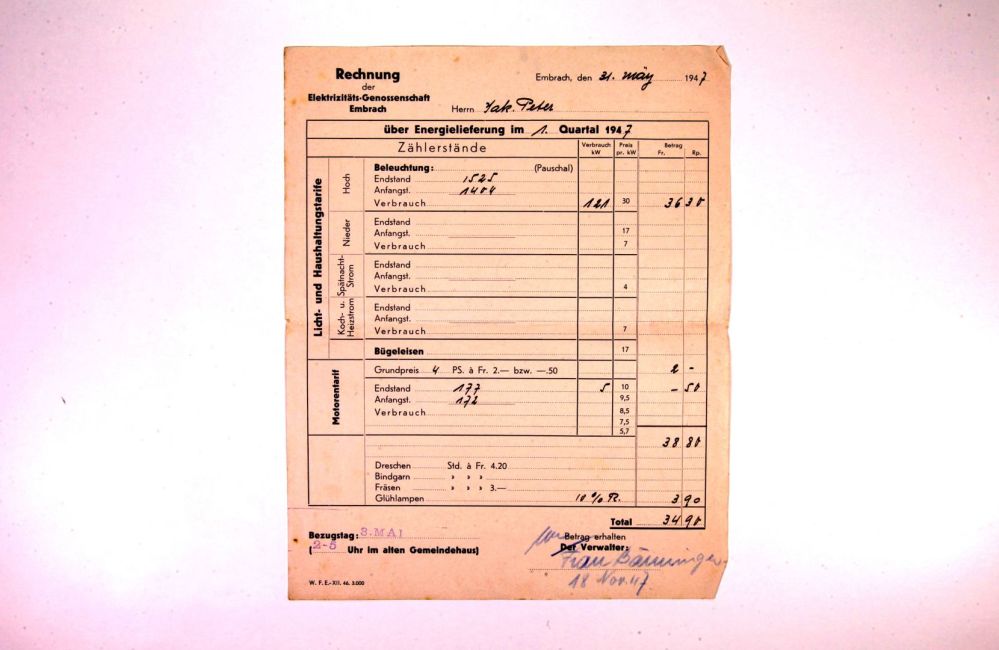 Rechnung
der
Elektrizitäts-Genossenschaft
Embrach
Embrach, den 31. März 1947
Herrn Jak. Peter
über Energielieferung im 1. Quartal 1947
Zählerstände Verbrauch kW Preis pr. kW Betrag Fr. Rp.
Licht- und Haushaltungstarife
Hoch
Beleuchtung: (Pauschal)
Endstand 1525
Anfangst. 1404
Verbrauch 121 30 36 30
Nieder
Endstand
Anfangst. 17
Verbrauch 7
Spätnacht-Strom
Endstand
Anfangst.
Verbrauch 4
Koch- u. Heizstrom
Endstand
Anfangst.
Verbrauch 7
Bügeleisen 17
Motorentarif
Grundpreis 4 PS. à Fr. 2.— bzw. —.50 2 -
Endstand 177 5 10 - 50
Anfangst. 172 9,5
Verbrauch 8,5
7,5
5,7
38 80
Dreschen Std. à Fr. 4.20
Bindgarn » » »
Fräsen » » » 3.—
Glühlampen 10 % R. 3 90
Total 34 90
Bezugstag: 3. MAI
( 2-5 Uhr im alten Gemeindehaus)
Betrag erhalten
Der Verwalter:
Frau Bänninger
18 Nov. 47
W. F. E.-XII. 46. 3.000